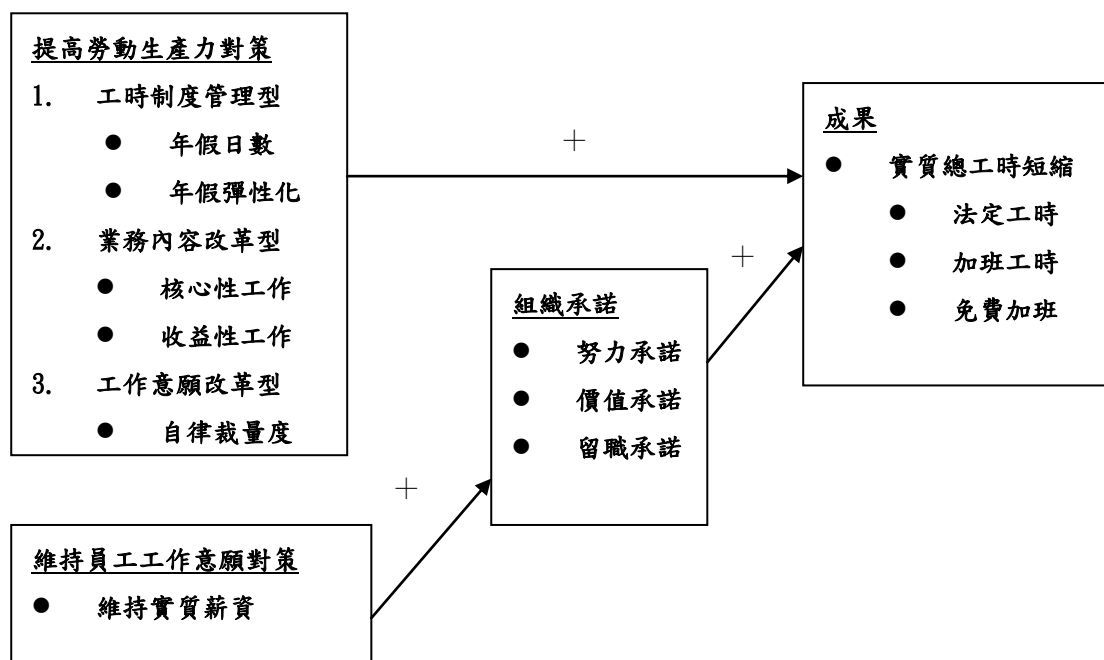 提高勞動生產力對策
1. 工時制度管理型
● 年假日數
● 年假彈性化
2. 業務內容改革型
● 核心性工作
● 收益性工作
3. 工作意願改革型
● 自律裁量度
＋
成果
● 實質總工時短縮
● 法定工時
● 加班工時
● 免費加班
＋
組織承諾
● 努力承諾
● 價值承諾
● 留職承諾
＋
維持員工工作意願對策
● 維持實質薪資